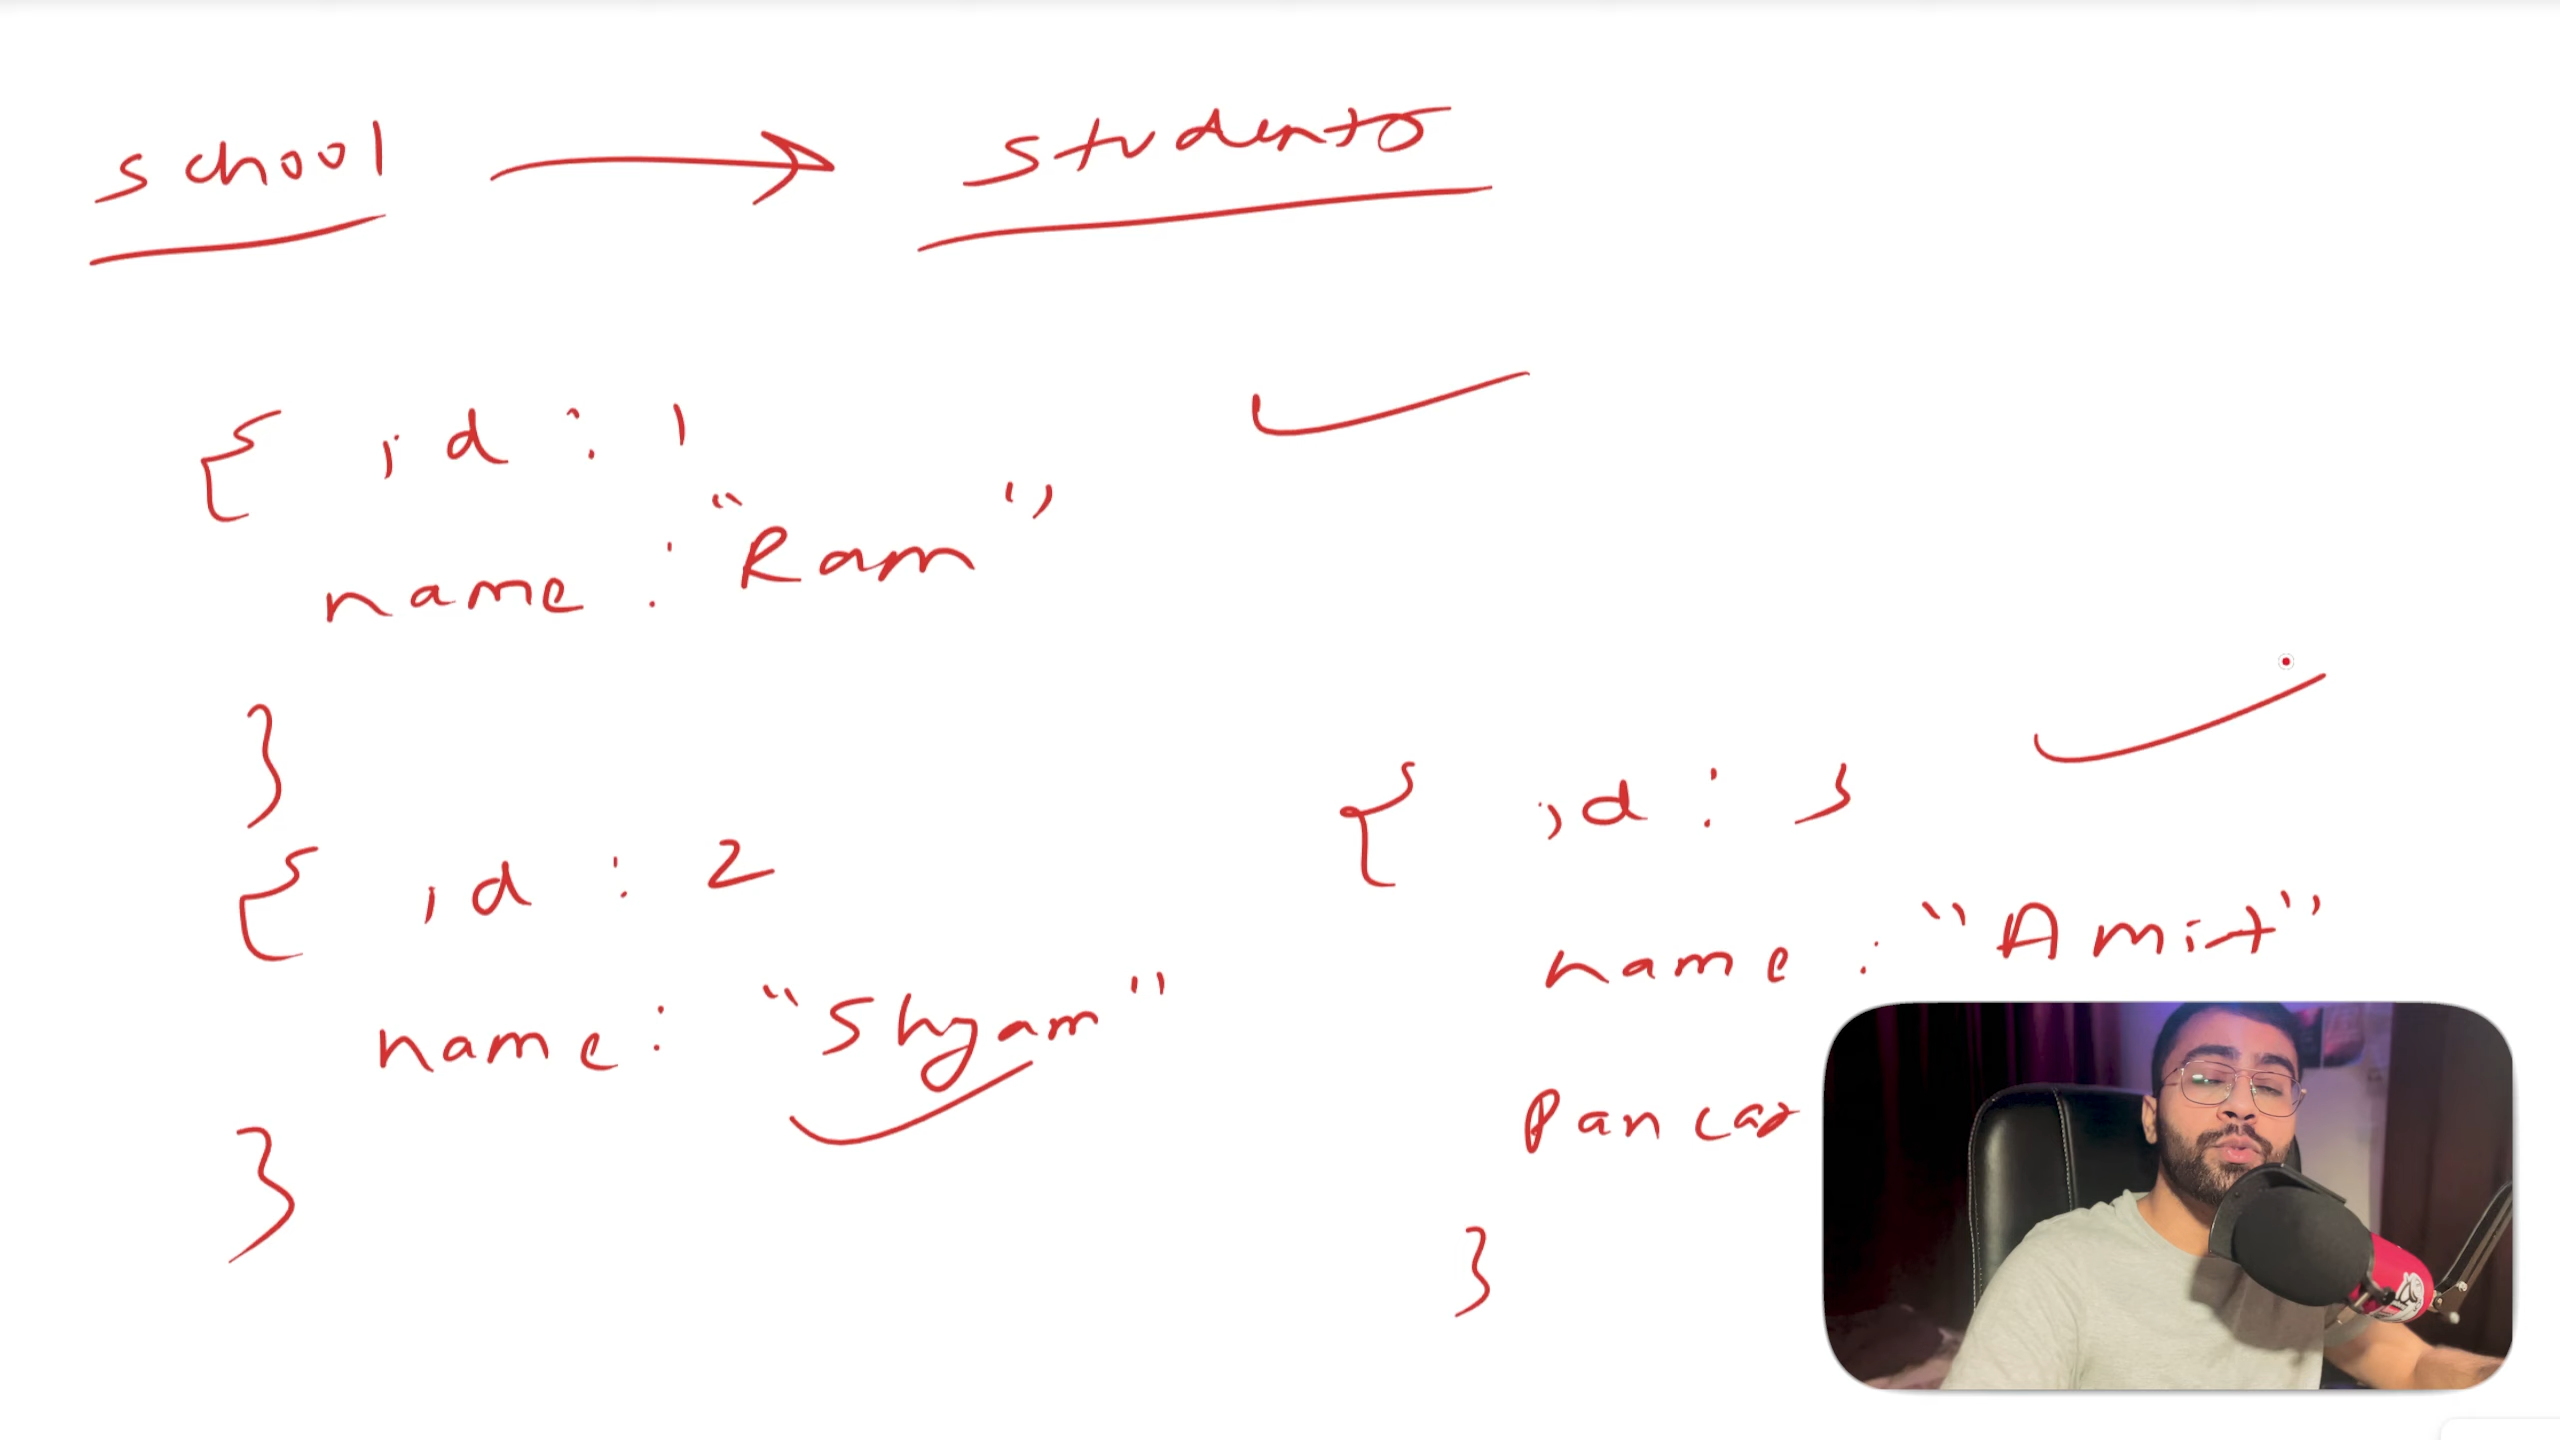 school → students
{ id : 1
name : "Ram"
}
{ id : 2
name : "Shyam"
}
{ id : 3
name : "Amit"
Pan car
}